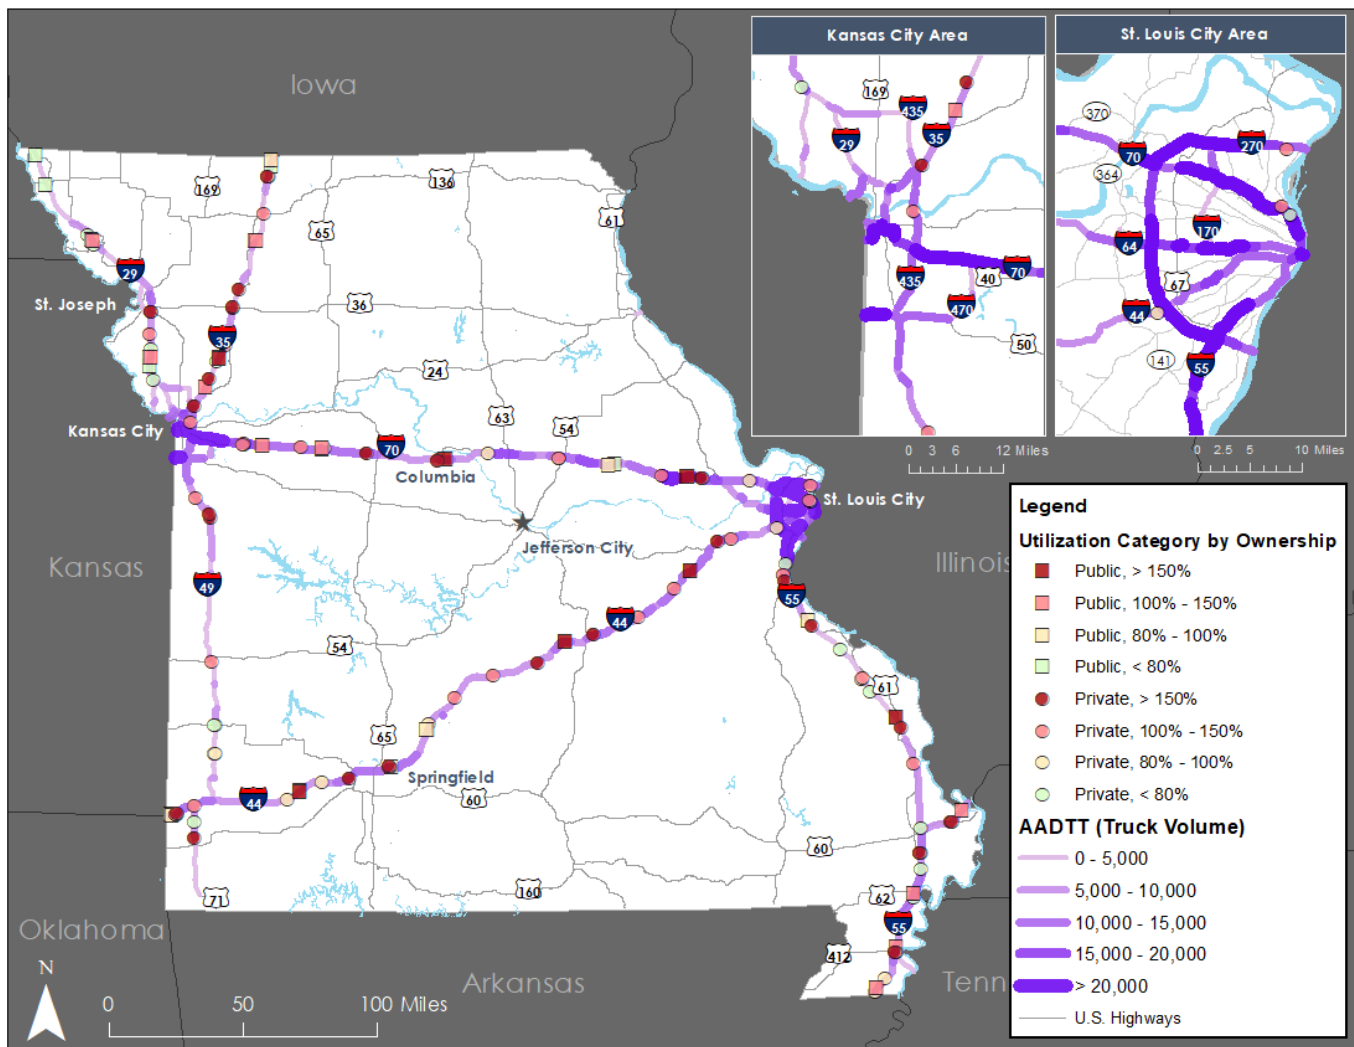 Kansas City Area
St. Louis City Area
Iowa
169
435
29
35
435
70
40
470
50
0 3 6 12 Miles
370
70
270
364
170
64
67
44
141
55
0 2.5 5 10 Miles
169
136
65
61
29
St. Joseph
36
35
24
Kansas City
63
54
70
Columbia
St. Louis City
Jefferson City
Kansas
49
Illinois
55
44
54
61
65
Springfield
44
60
60
71
160
62
55
412
Oklahoma
Arkansas
Tenn
N
0 50 100 Miles
Legend
Utilization Category by Ownership
Public, > 150%
Public, 100% - 150%
Public, 80% - 100%
Public, < 80%
Private, > 150%
Private, 100% - 150%
Private, 80% - 100%
Private, < 80%
AADTT (Truck Volume)
0 - 5,000
5,000 - 10,000
10,000 - 15,000
15,000 - 20,000
> 20,000
U.S. Highways